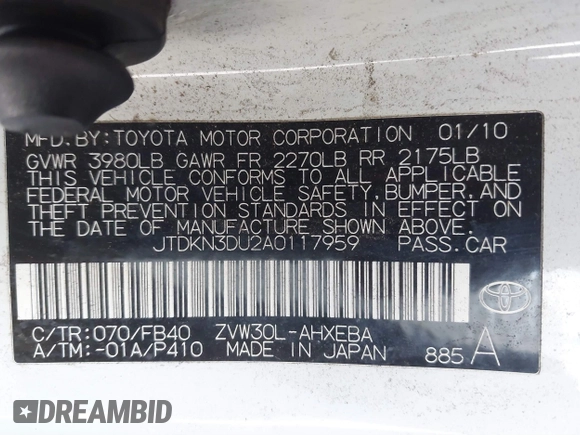 MFD.BY:TOYOTA MOTOR CORPORATION 01/10
GVWR 3980LB GAWR FR 2270LB RR 2175LB
THIS VEHICLE CONFORMS TO ALL APPLICABLE
FEDERAL MOTOR VEHICLE SAFETY,BUMPER,AND
THEFT PREVENTION STANDARDS IN EFFECT ON
THE DATE OF MANUFACTURE SHOWN ABOVE.
JTDKN3DU2A0117959 PASS.CAR
C/TR:070/FB40 ZVW30L-AHXEBA
A/TM:-01A/P410 MADE IN JAPAN 885 A
DREAMBID